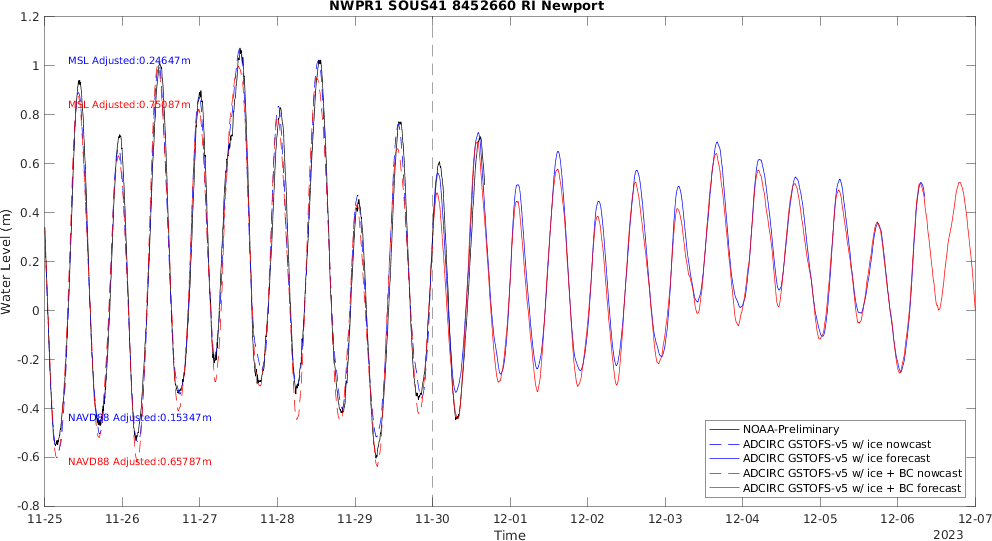 NWPR1 SOUS41 8452660 RI Newport
1.2
1
0.8
0.6
0.4
0.2
0
-0.2
-0.4
-0.6
-0.8
Water Level (m)
MSL Adjusted:0.24647m
MSL Adjusted:0.75087m
NAVD88 Adjusted:0.15347m
NAVD88 Adjusted:0.65787m
NOAA-Preliminary
ADCIRC GSTOFS-v5 w/ ice nowcast
ADCIRC GSTOFS-v5 w/ ice forecast
ADCIRC GSTOFS-v5 w/ ice + BC nowcast
ADCIRC GSTOFS-v5 w/ ice + BC forecast
11-25 11-26 11-27 11-28 11-29 11-30 12-01 12-02 12-03 12-04 12-05 12-06 12-07
Time
2023